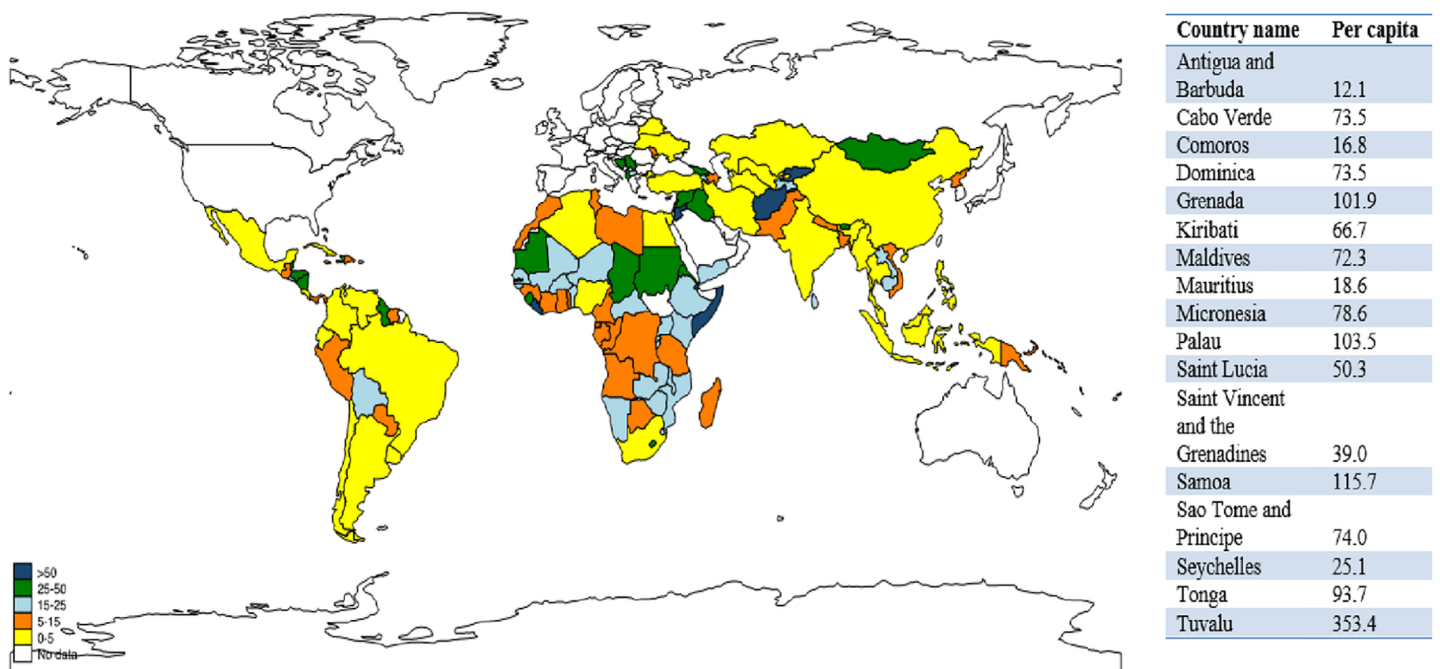 Country name Per capita
Antigua and
Barbuda 12.1
Cabo Verde 73.5
Comoros 16.8
Dominica 73.5
Grenada 101.9
Kiribati 66.7
Maldives 72.3
Mauritius 18.6
Micronesia 78.6
Palau 103.5
Saint Lucia 50.3
Saint Vincent
and the
Grenadines 39.0
Samoa 115.7
Sao Tome and
Principe 74.0
Seychelles 25.1
Tonga 93.7
Tuvalu 353.4
>50
25-50
15-25
5-15
0-5
No data